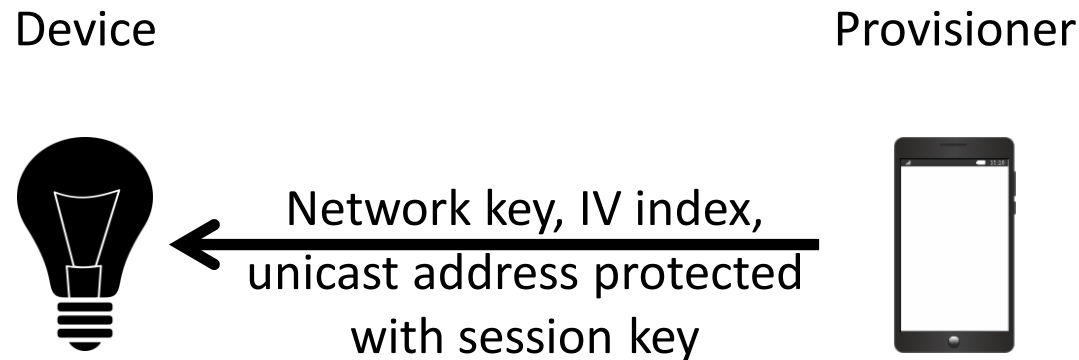 Device
Provisioner
Network key, IV index,
unicast address protected
with session key